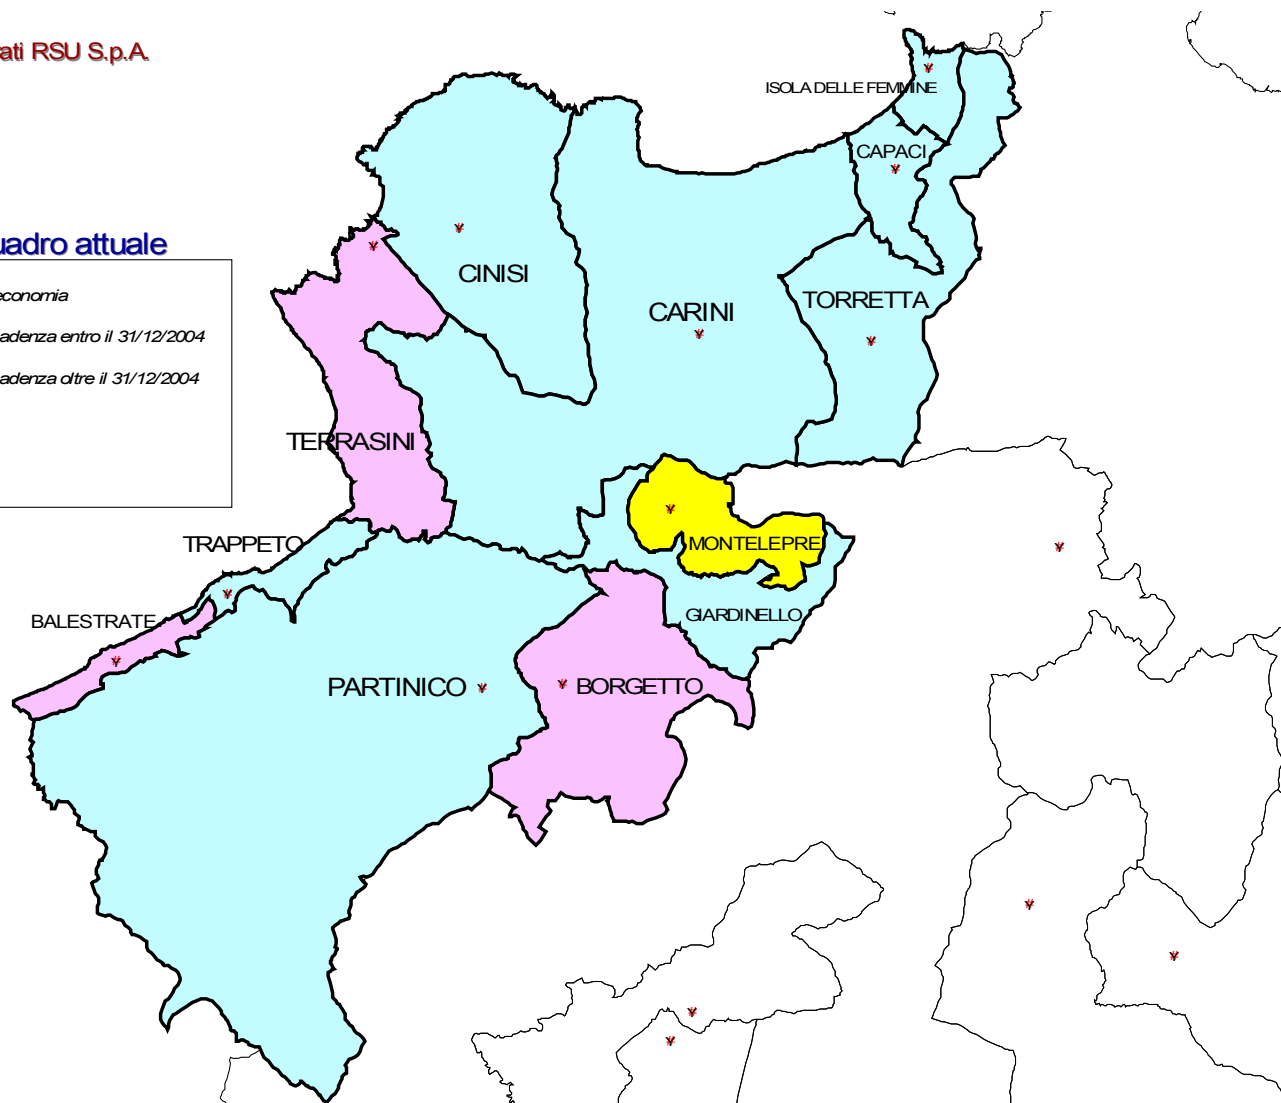 ati RSU S.p.A.
ISOLA DELLE FEMMINE
CAPACI
uadro attuale
economia
adenza entro il 31/12/2004
adenza oltre il 31/12/2004
CINISI
TORRETTA
CARINI
TERRASINI
TRAPPETO
MONTELEPRE
BALESTRATE
GIARDINELLO
PARTINICO
BORGETTO